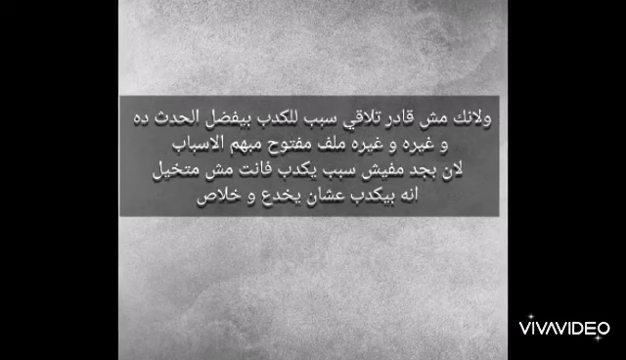 ولانك مش قادر تلاقي سبب للكدب بيفضل الحدث ده
و غيره و غيره ملف مفتوح مبهم الاسباب
لان بجد مفيش سبب يكدب فانت مش متخيل
انه بيكدب عشان يخدع و خلاص
VIVAVIDEO